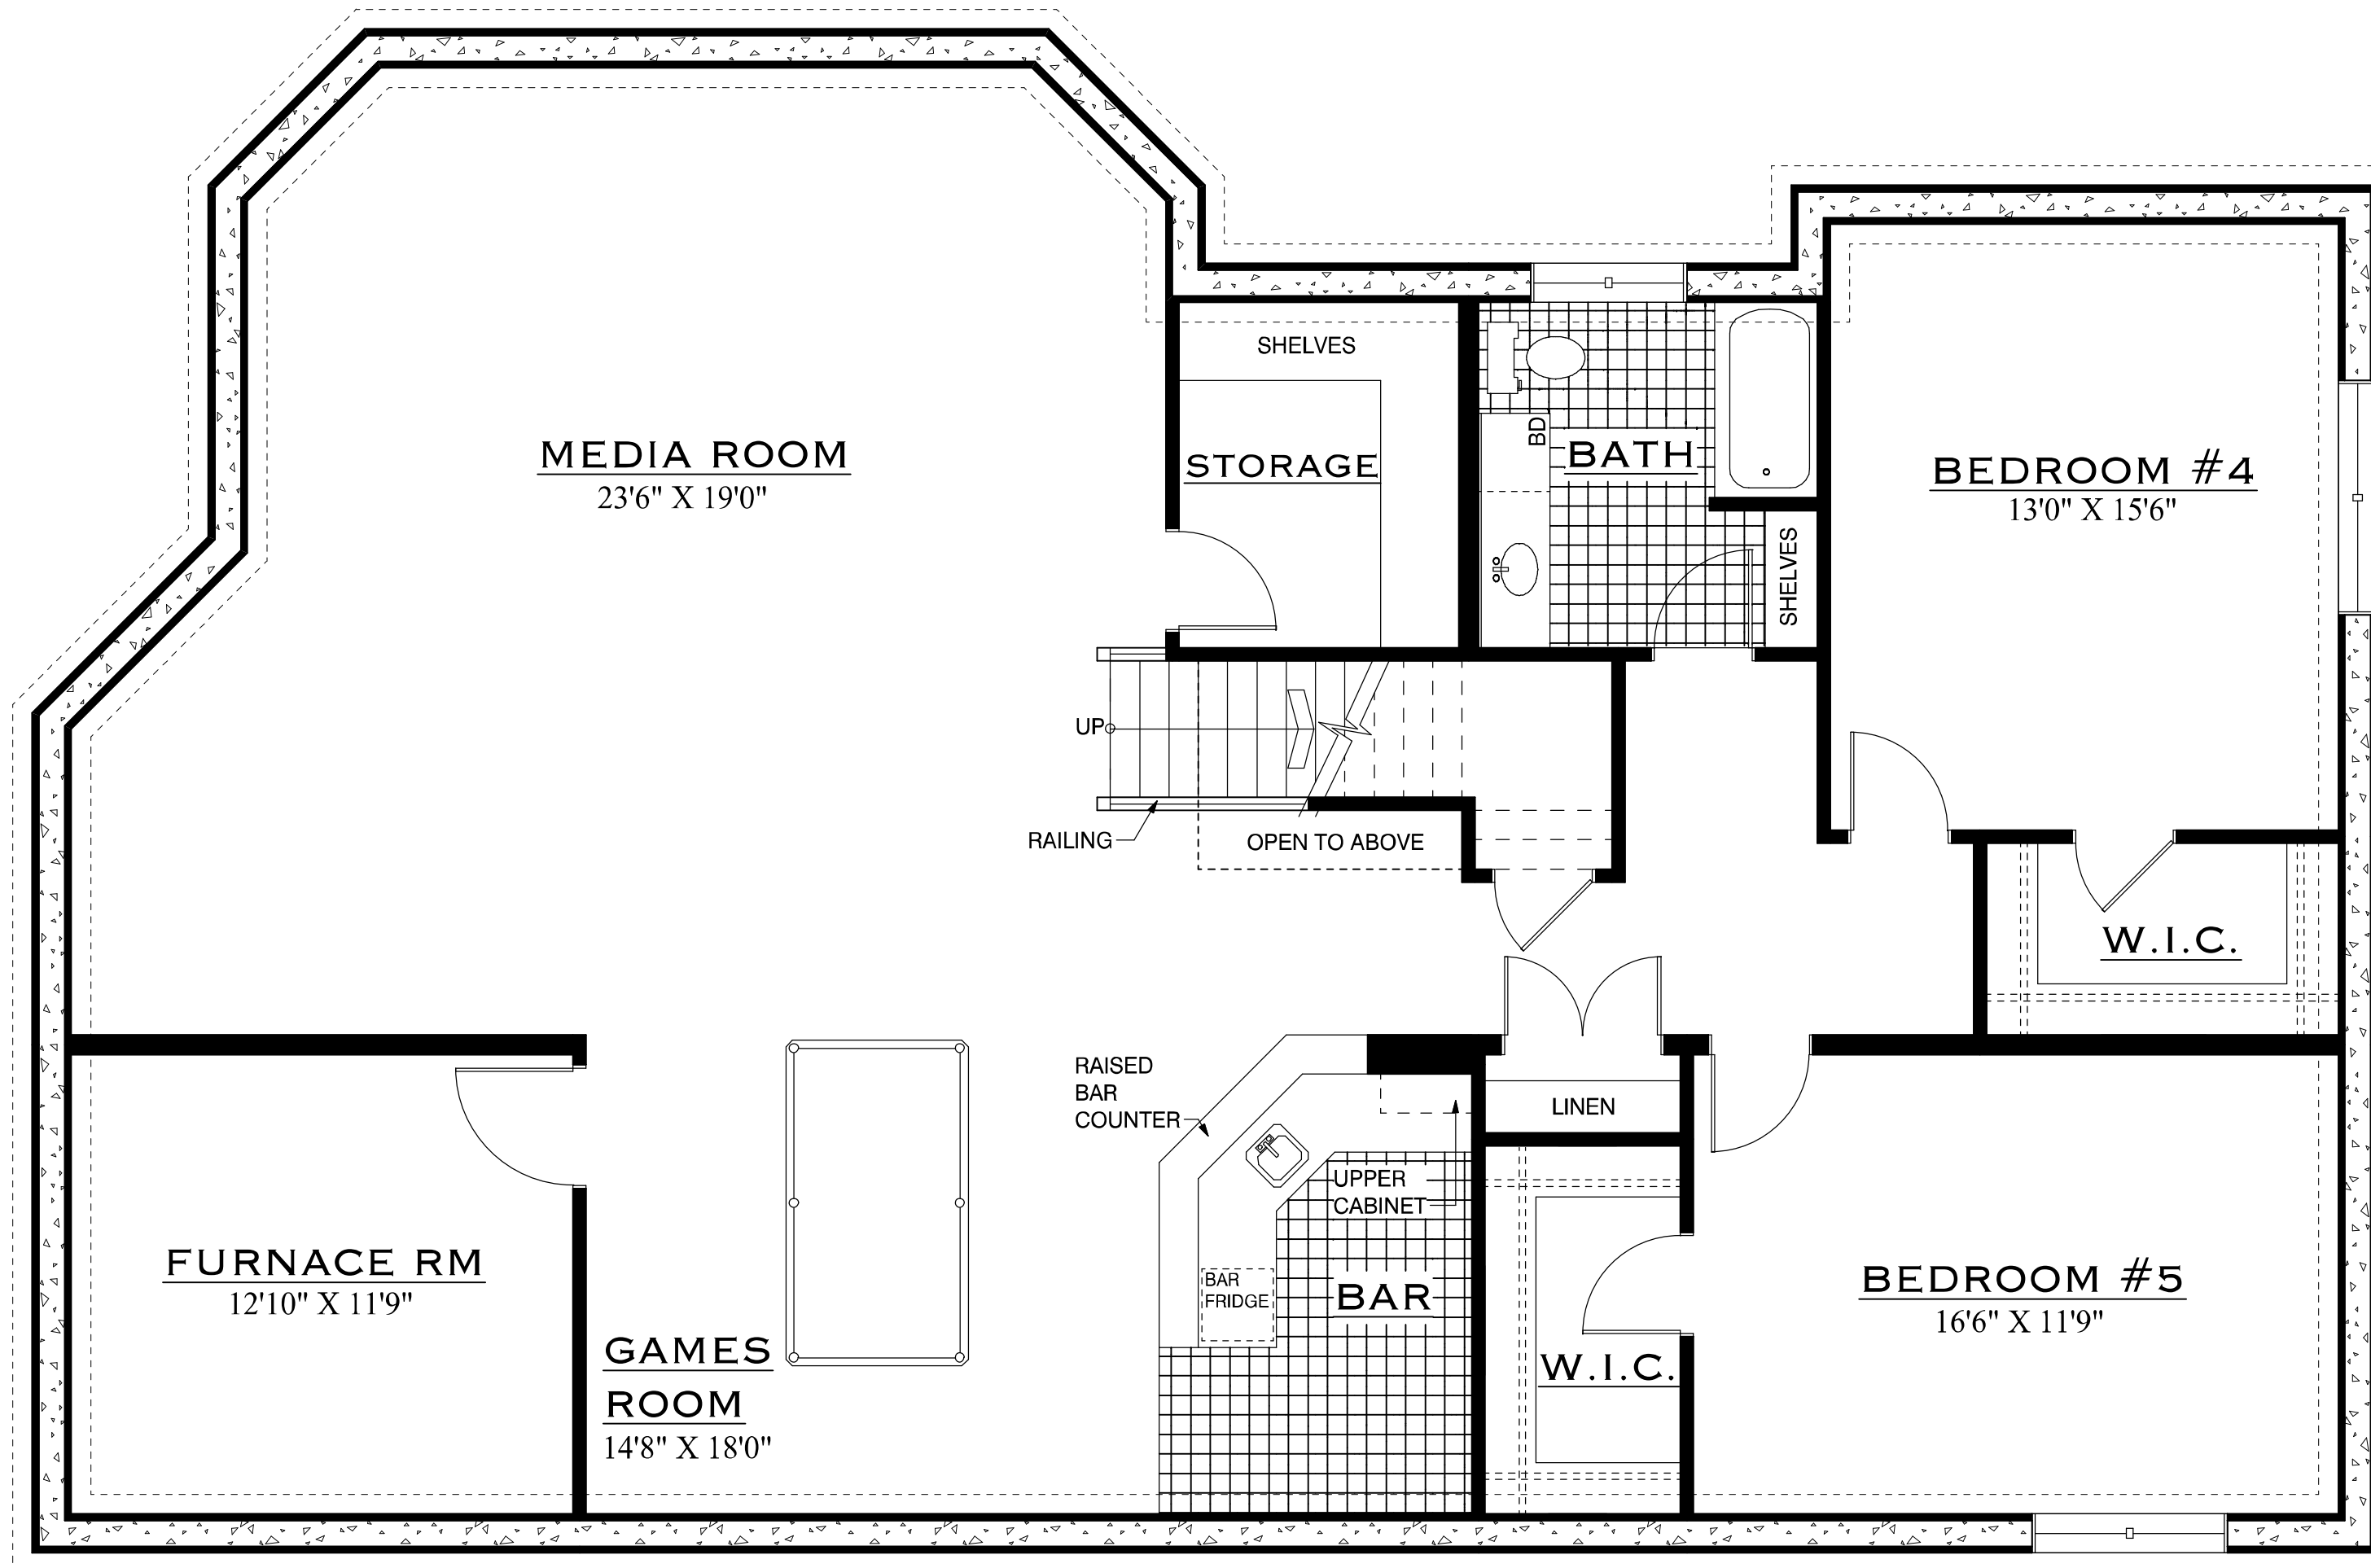 SHELVES
MEDIA ROOM
23'6" X 19'0"
STORAGE
BD
BATH
BEDROOM #4
13'0" X 15'6"
SHELVES
UP
RAILING
OPEN TO ABOVE
W.I.C.
RAISED
BAR
COUNTER
LINEN
UPPER
CABINET
FURNACE RM
12'10" X 11'9"
BAR
FRIDGE
BAR
BEDROOM #5
16'6" X 11'9"
GAMES
ROOM
14'8" X 18'0"
W.I.C.